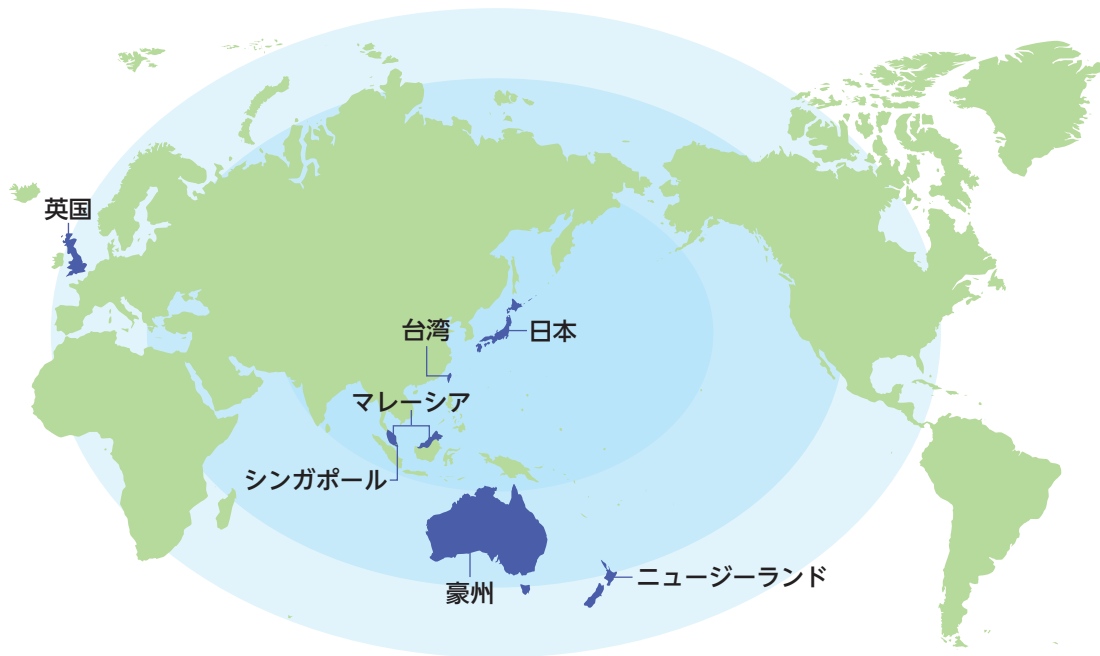 英国
台湾
日本
マレーシア
シンガポール
ニュージーランド
豪州